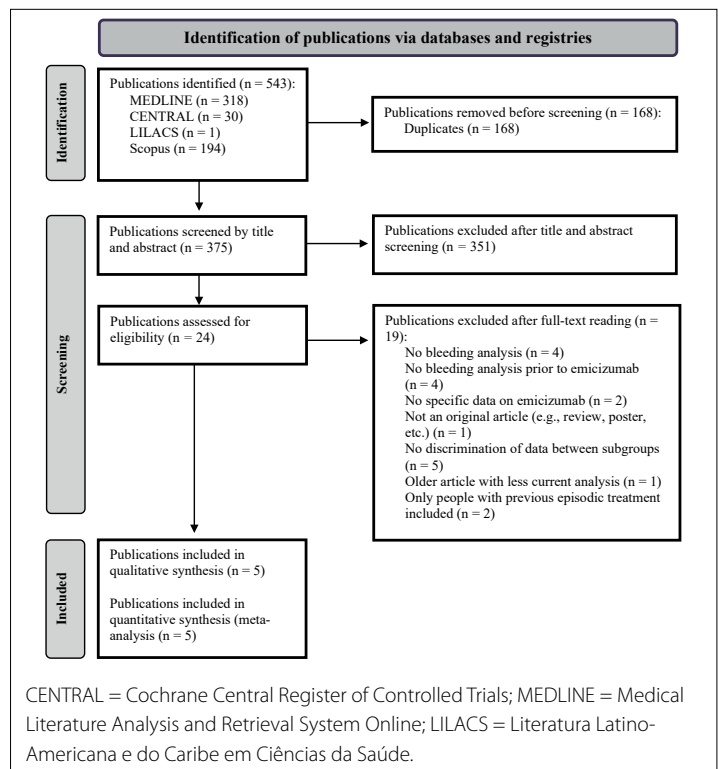 Identification of publications via databases and registries
Identification
Publications identified (n = 543):
MEDLINE (n = 318)
CENTRAL (n = 30)
LILACS (n = 1)
Scopus (n = 194)
Publications removed before screening (n = 168):
Duplicates (n = 168)
Screening
Publications screened by title
and abstract (n = 375)
Publications excluded after title and abstract
screening (n = 351)
Publications assessed for
eligibility (n = 24)
Publications excluded after full-text reading (n =
19):
No bleeding analysis (n = 4)
No bleeding analysis prior to emicizumab
(n = 4)
No specific data on emicizumab (n = 2)
Not an original article (e.g., review, poster,
etc.) (n = 1)
No discrimination of data between subgroups
(n = 5)
Older article with less current analysis (n = 1)
Only people with previous episodic treatment
included (n = 2)
Included
Publications included in
qualitative synthesis (n = 5)
Publications included in
quantitative synthesis (meta-
analysis (n = 5)
CENTRAL = Cochrane Central Register of Controlled Trials; MEDLINE = Medical
Literature Analysis and Retrieval System Online; LILACS = Literatura Latino-
Americana e do Caribe em Ciências da Saúde.